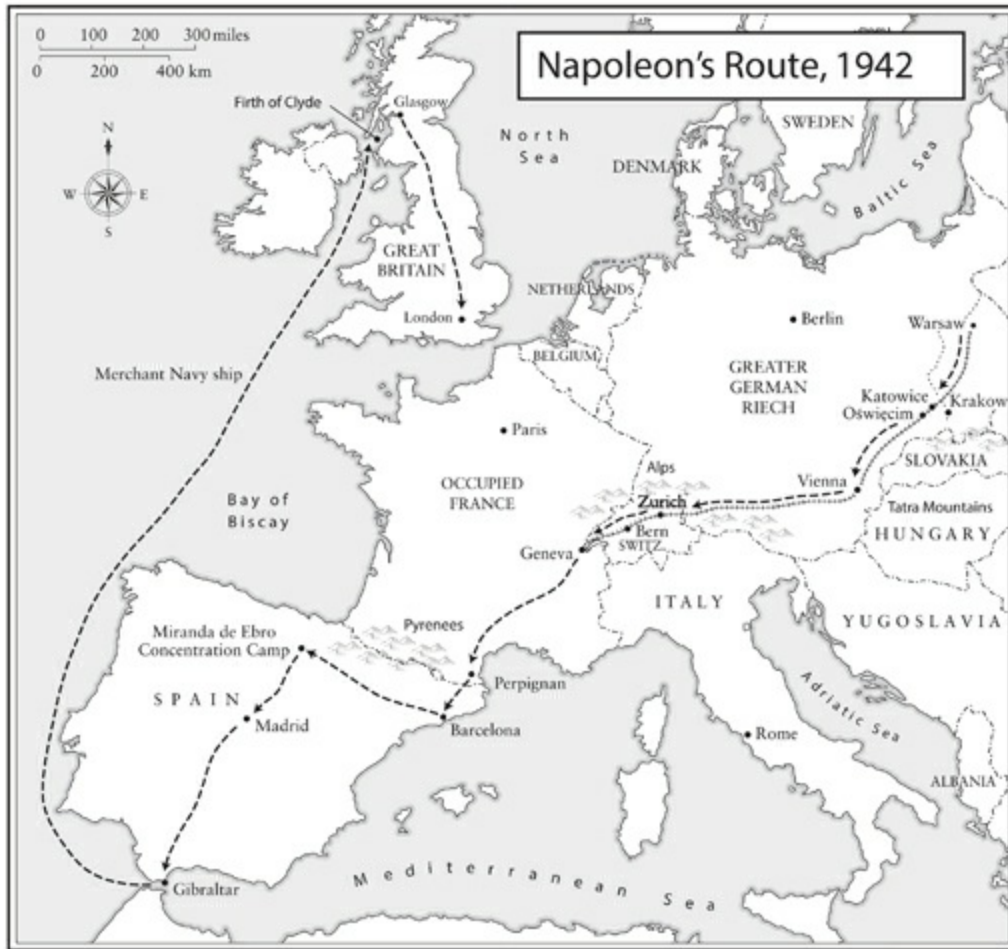 0 100 200 300 miles
0 200 400 km
Napoleon's Route, 1942
N
W E
S
Firth of Clyde
Glasgow
North
Sea
SWEDEN
DENMARK
Baltic Sea
GREAT
BRITAIN
NETHERLANDS
London
Berlin
Warsaw
BELGIUM
Merchant Navy ship
GREATER
GERMAN
RIECH
Katowice
Krakow
Oświęcim
Paris
SLOVAKIA
Alps
Vienna
OCCUPIED
FRANCE
Bay of
Biscay
Zurich
Tatra Mountains
Bern
SWITZ
HUNGARY
Geneva
ITALY
YUGOSLAVIA
Pyrenees
Miranda de Ebro
Concentration Camp
Perpignan
SPAIN
Madrid
Barcelona
Adriatic Sea
Rome
ALBANIA
Mediterranean Sea
Gibraltar